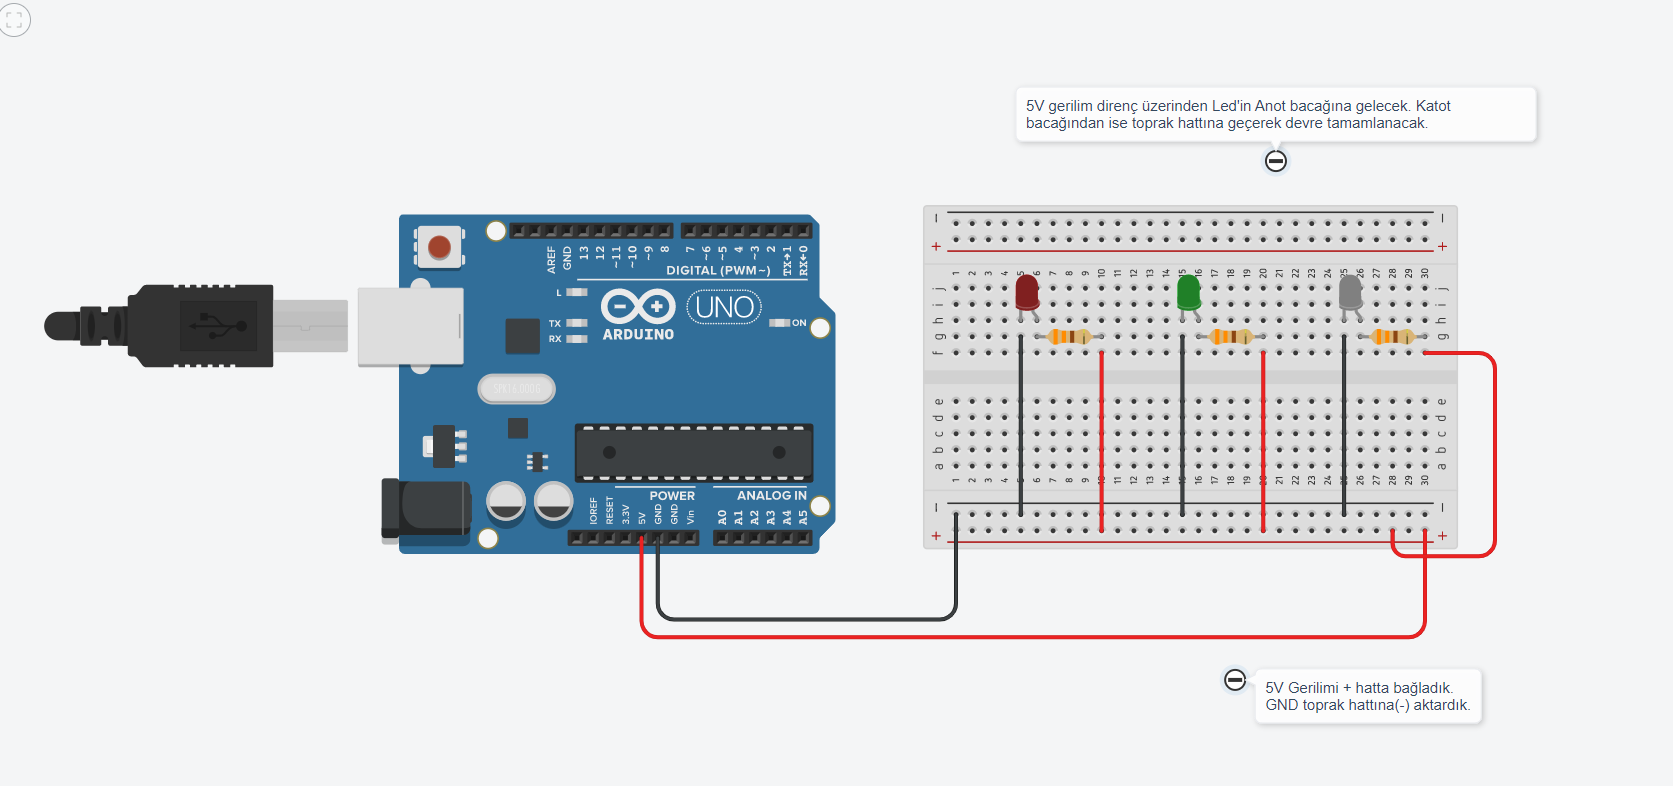 5V gerilim direnç üzerinden Led'in Anot bacağına gelecek. Katot
bacağından ise toprak hattına geçerek devre tamamlanacak.
AREF
GND
13
12
~11
~10
~9
8
7
~6
~5
4
~3
2
TX→1
RX←0
DIGITAL (PWM~)
L
TX
RX
ARDUINO
UNO
ON
POWER
ANALOG IN
IOREF
RESET
3.3V
5V
GND
GND
Vin
A0
A1
A2
A3
A4
A5
− −
+ +
1 2 3 4 5 6 7 8 9 10 11 12 13 14 15 16 17 18 19 20 21 22 23 24 25 26 27 28 29 30
j j
i i
h h
g g
f f
e e
d d
c c
b b
a a
1 2 3 4 5 6 7 8 9 10 11 12 13 14 15 16 17 18 19 20 21 22 23 24 25 26 27 28 29 30
− −
+ +
5V Gerilimi + hatta bağladık.
GND toprak hattına(-) aktardık.